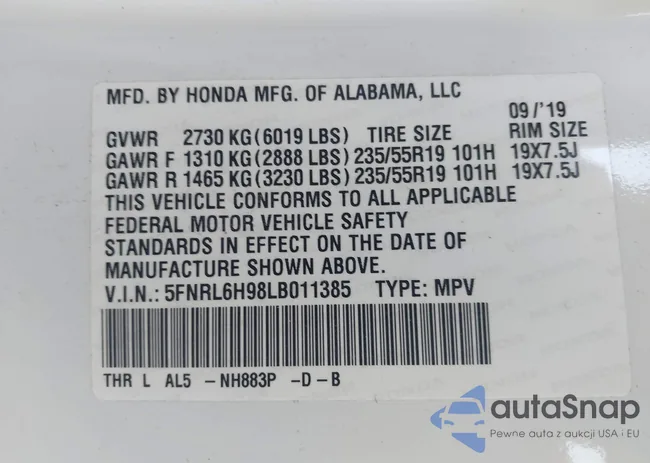 MFD. BY HONDA MFG. OF ALABAMA, LLC
09/'19
GVWR 2730 KG(6019 LBS) TIRE SIZE RIM SIZE
GAWR F 1310 KG(2888 LBS) 235/55R19 101H 19X7.5J
GAWR R 1465 KG(3230 LBS) 235/55R19 101H 19X7.5J
THIS VEHICLE CONFORMS TO ALL APPLICABLE
FEDERAL MOTOR VEHICLE SAFETY
STANDARDS IN EFFECT ON THE DATE OF
MANUFACTURE SHOWN ABOVE.
V.I.N.: 5FNRL6H98LB011385 TYPE: MPV
THR L AL5 -NH883P -D-B
autaSnap
Pewne auta z aukcji USA i EU